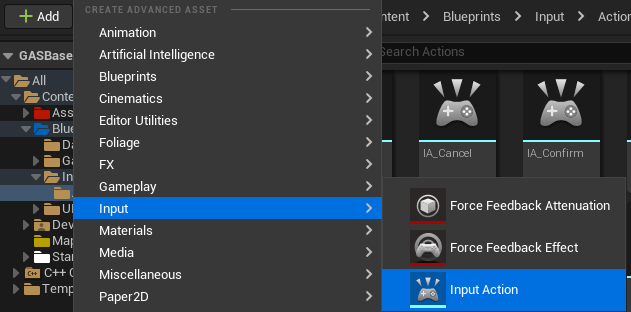 Add
CREATE ADVANCED ASSET
ntent > Blueprints > Input > Action
GASBase
Animation
Search Actions
All
Artificial Intelligence
Conte
Blueprints
Ass
Cinematics
Blue
Editor Utilities
Da
Foliage
IA_Cancel
IA_Confirm
Ga
FX
In
Gameplay
Input
Force Feedback Attenuation
UI
Materials
Dev
Media
Force Feedback Effect
Map
Miscellaneous
Star
Paper2D
Input Action
C++ C
Temp